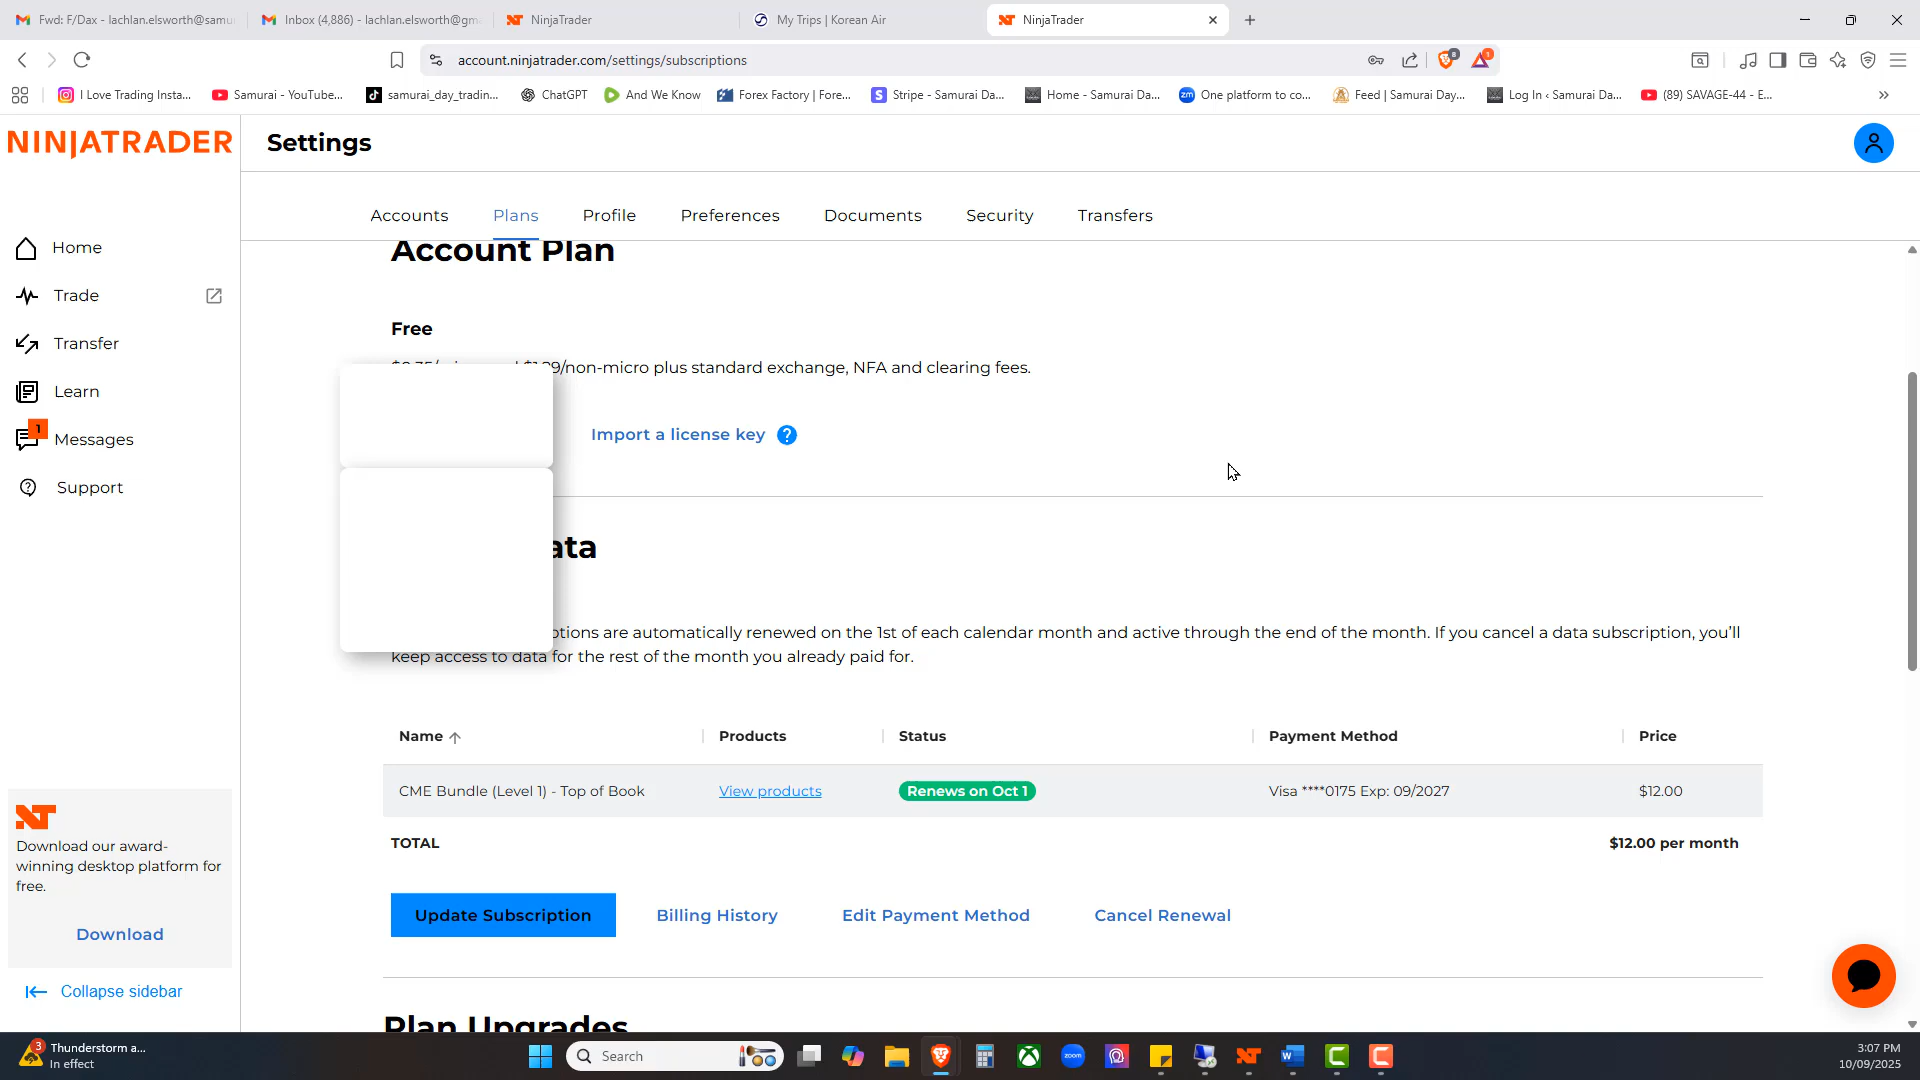 Fwd: F/Dax - lachlan.elsworth@samu
Inbox (4,886) - lachlan.elsworth@gm
NinjaTrader
My Trips | Korean Air
NinjaTrader
account.ninjatrader.com/settings/subscriptions
8
1
I Love Trading Insta...
Samurai - YouTube...
samurai_day_tradin...
ChatGPT
And We Know
Forex Factory | Fore...
Stripe - Samurai Da...
Home - Samurai Da...
One platform to co...
Feed | Samurai Day...
Log In ‹ Samurai Da...
(89) SAVAGE-44 - E...
NINJATRADER
Settings
Accounts
Plans
Profile
Preferences
Documents
Security
Transfers
Home
Trade
Transfer
Learn
1
Messages
Support
Account Plan
Free
/non-micro plus standard exchange, NFA and clearing fees.
Import a license key ?
ata
ptions are automatically renewed on the 1st of each calendar month and active through the end of the month. If you cancel a data subscription, you'll
keep access to data for the rest of the month you already paid for.
Name
Products
Status
Payment Method
Price
CME Bundle (Level 1) - Top of Book
View products
Renews on Oct 1
Visa ****0175 Exp: 09/2027
$12.00
TOTAL
$12.00 per month
Update Subscription
Billing History
Edit Payment Method
Cancel Renewal
Plan Upgrades
Download our award-
winning desktop platform for
free.
Download
Collapse sidebar
3
Thunderstorm a...
In effect
Search
zoom
3:07 PM
10/09/2025